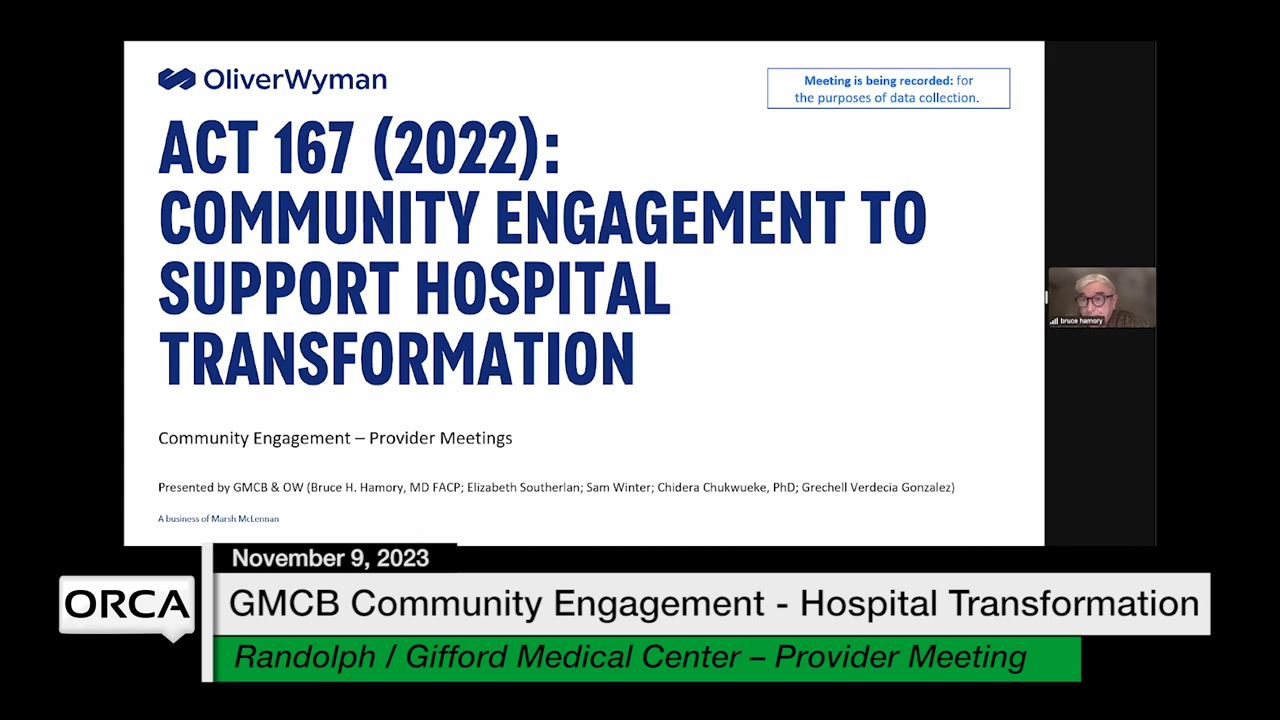 OliverWyman
Meeting is being recorded: for
the purposes of data collection.
ACT 167 (2022):
COMMUNITY ENGAGEMENT TO
SUPPORT HOSPITAL
TRANSFORMATION
Community Engagement – Provider Meetings
Presented by GMCB & OW (Bruce H. Hamory, MD FACP; Elizabeth Southerlan; Sam Winter; Chidera Chukwueke, PhD; Grechell Verdecia Gonzalez)
A business of Marsh McLennan
bruce hamory
November 9, 2023
ORCA
GMCB Community Engagement - Hospital Transformation
Randolph / Gifford Medical Center – Provider Meeting